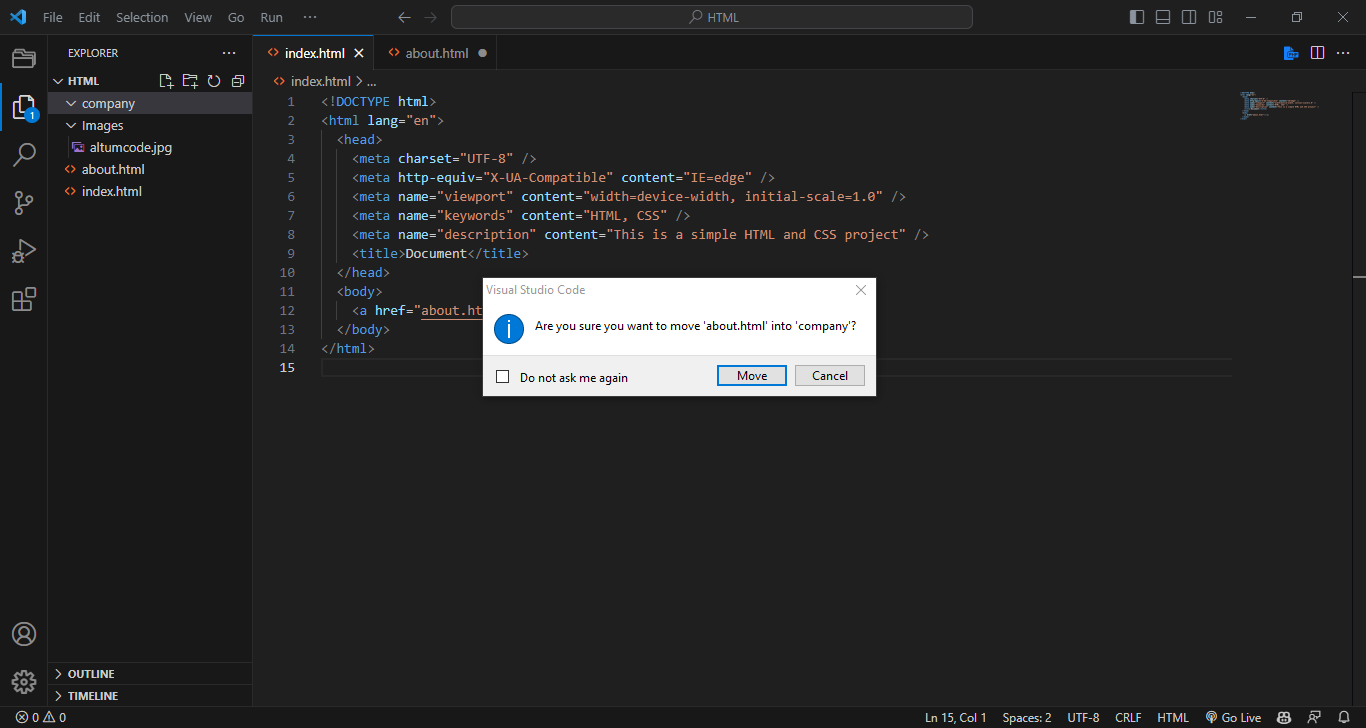 File Edit Selection View Go Run ··· HTML
EXPLORER ···
HTML
company
Images
altumcode.jpg
about.html
index.html
OUTLINE
TIMELINE
index.html about.html
index.html > ...
1 <!DOCTYPE html>
2 <html lang="en">
3 <head>
4 <meta charset="UTF-8" />
5 <meta http-equiv="X-UA-Compatible" content="IE=edge" />
6 <meta name="viewport" content="width=device-width, initial-scale=1.0" />
7 <meta name="keywords" content="HTML, CSS" />
8 <meta name="description" content="This is a simple HTML and CSS project" />
9 <title>Document</title>
10 </head>
11 <body>
12 <a href="about.ht
13 </body>
14 </html>
15
Visual Studio Code
Are you sure you want to move 'about.html' into 'company'?
Do not ask me again Move Cancel
1
0 0 Ln 15, Col 1 Spaces: 2 UTF-8 CRLF HTML Go Live